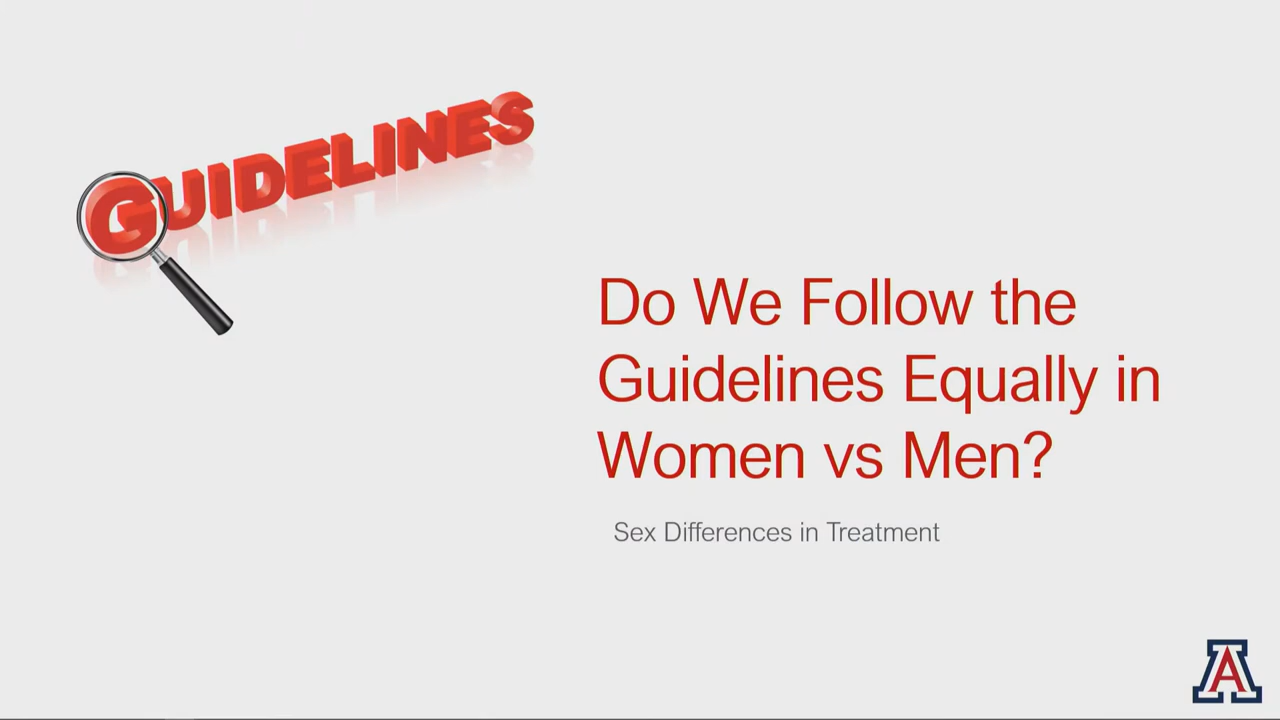 GUIDELINES
Do We Follow the
Guidelines Equally in
Women vs Men?
Sex Differences in Treatment
A